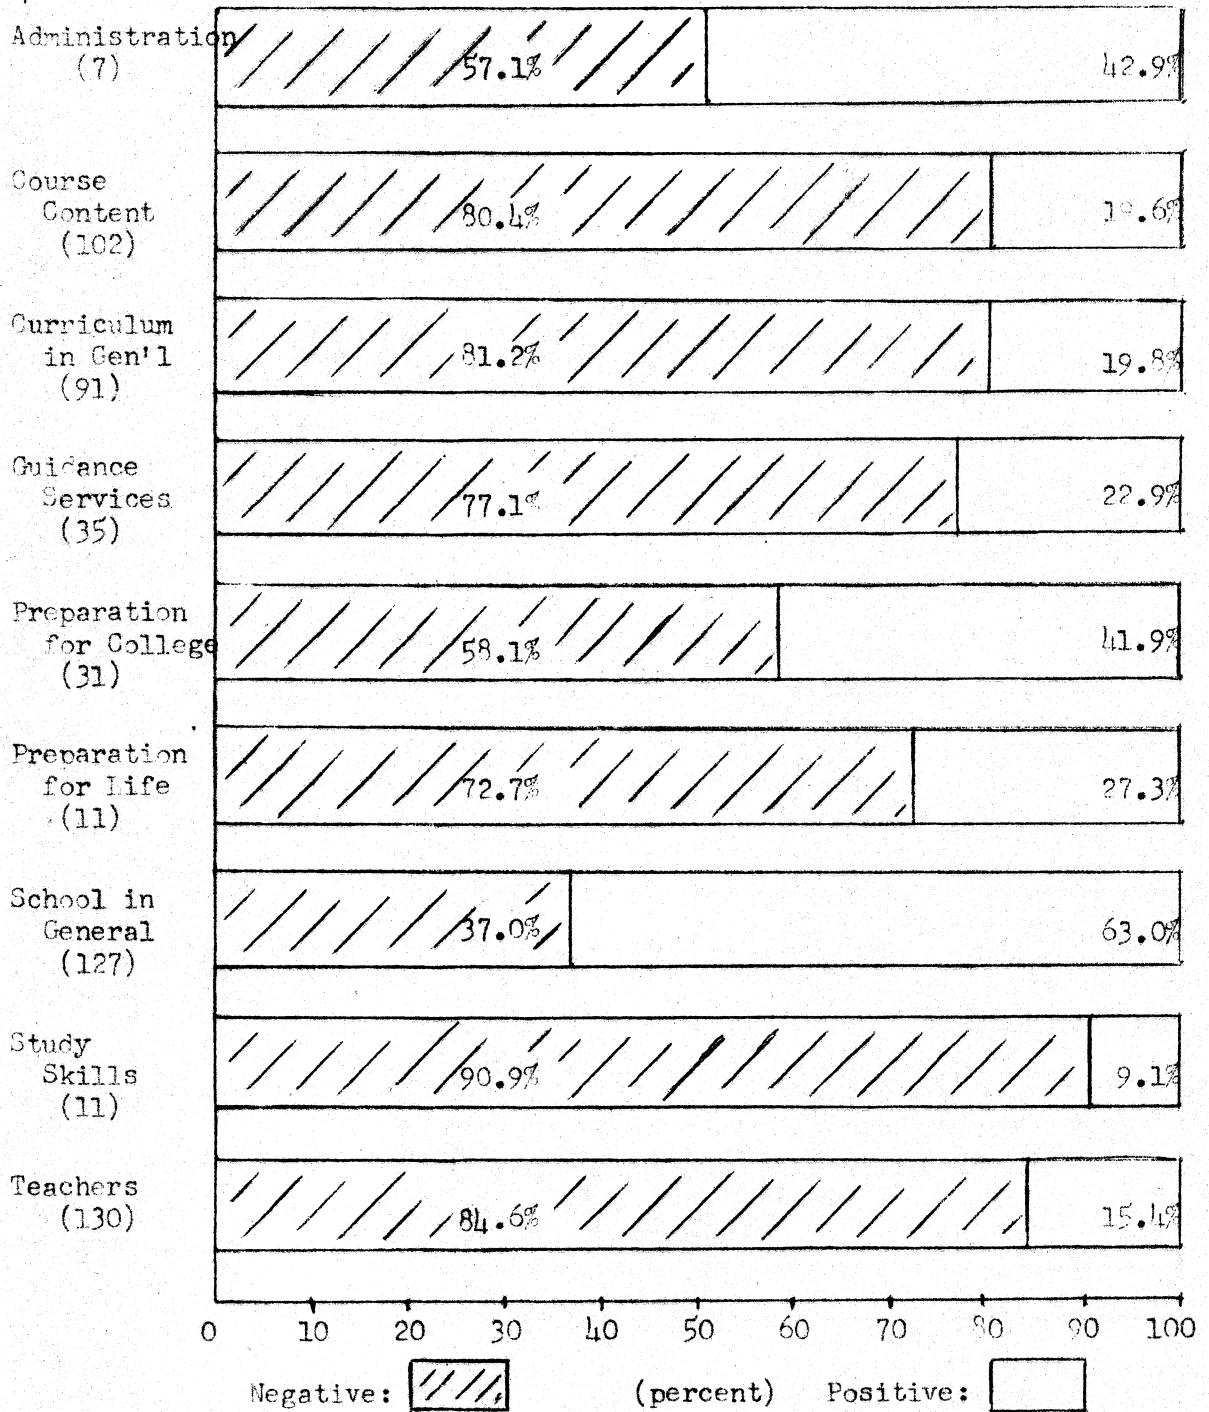 Administration
(7)
57.1% 42.9%
Course
Content
(102)
80.4% 19.6%
Curriculum
in Gen'l
(91)
81.2% 19.8%
Guidance
Services
(35)
77.1% 22.9%
Preparation
for College
(31)
58.1% 41.9%
Preparation
for Life
(11)
72.7% 27.3%
School in
General
(127)
37.0% 63.0%
Study
Skills
(11)
90.9% 9.1%
Teachers
(130)
84.6% 15.4%
0 10 20 30 40 50 60 70 80 90 100
Negative: (percent) Positive: